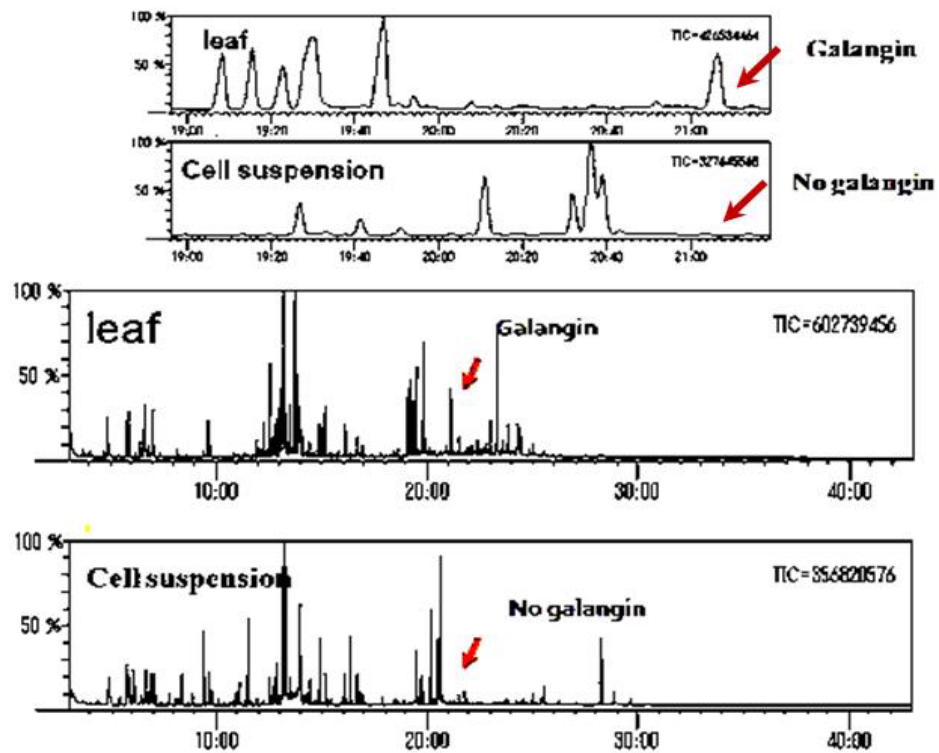 100 %
leaf
TIC=426534464
Galangin
50 %
19:00 19:20 19:40 20:00 20:20 20:40 21:00
100 %
Cell suspension
No galangin
50 %
19:00 19:20 19:40 20:00 20:20 20:40 21:00
100 %
leaf
Galangin
TIC=602739456
50 %
10:00 20:00 30:00 40:00
100 %
Cell suspension
TIC=356820576
No galangin
50 %
10:00 20:00 30:00 40:00